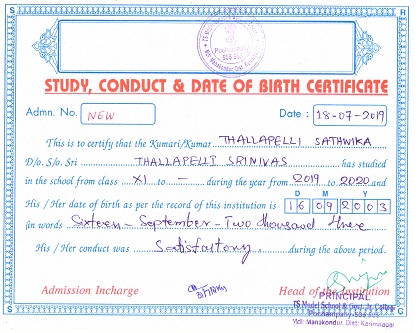 STUDY, CONDUCT & DATE OF BIRTH CERTIFICATE
Admn. No. NEW Date : 18-07-2019
This is to certify that the Kumari/Kumar THALLAPELLI SATHWIKA
D/o. S/o. Sri THALLAPELLI SRINIVAS has studied
in the school from class XI to - during the year from 2019 to 2020 and
His / Her date of birth as per the record of this institution is D M Y 16 09 2003
(in words Sixteen - September - Two thousand three
His / Her conduct was Satisfactory during the above period.
Admission Incharge Head of the Institution
PRINCIPAL
TS Model School &
Mdl: Manakondur, Dist: Karimnagar